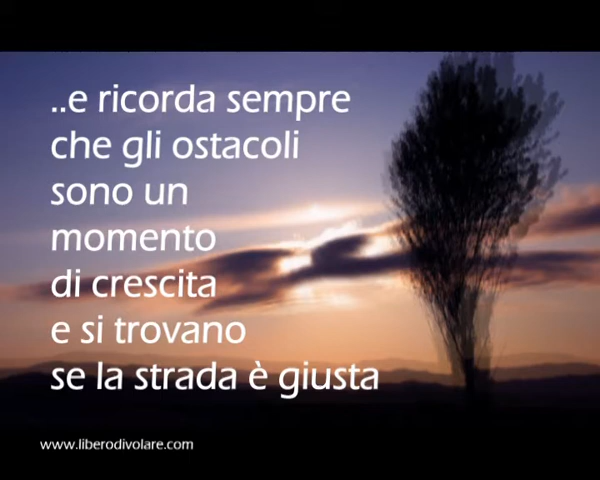 ..e ricorda sempre
che gli ostacoli
sono un
momento
di crescita
e si trovano
se la strada è giusta
www.liberodivolare.com